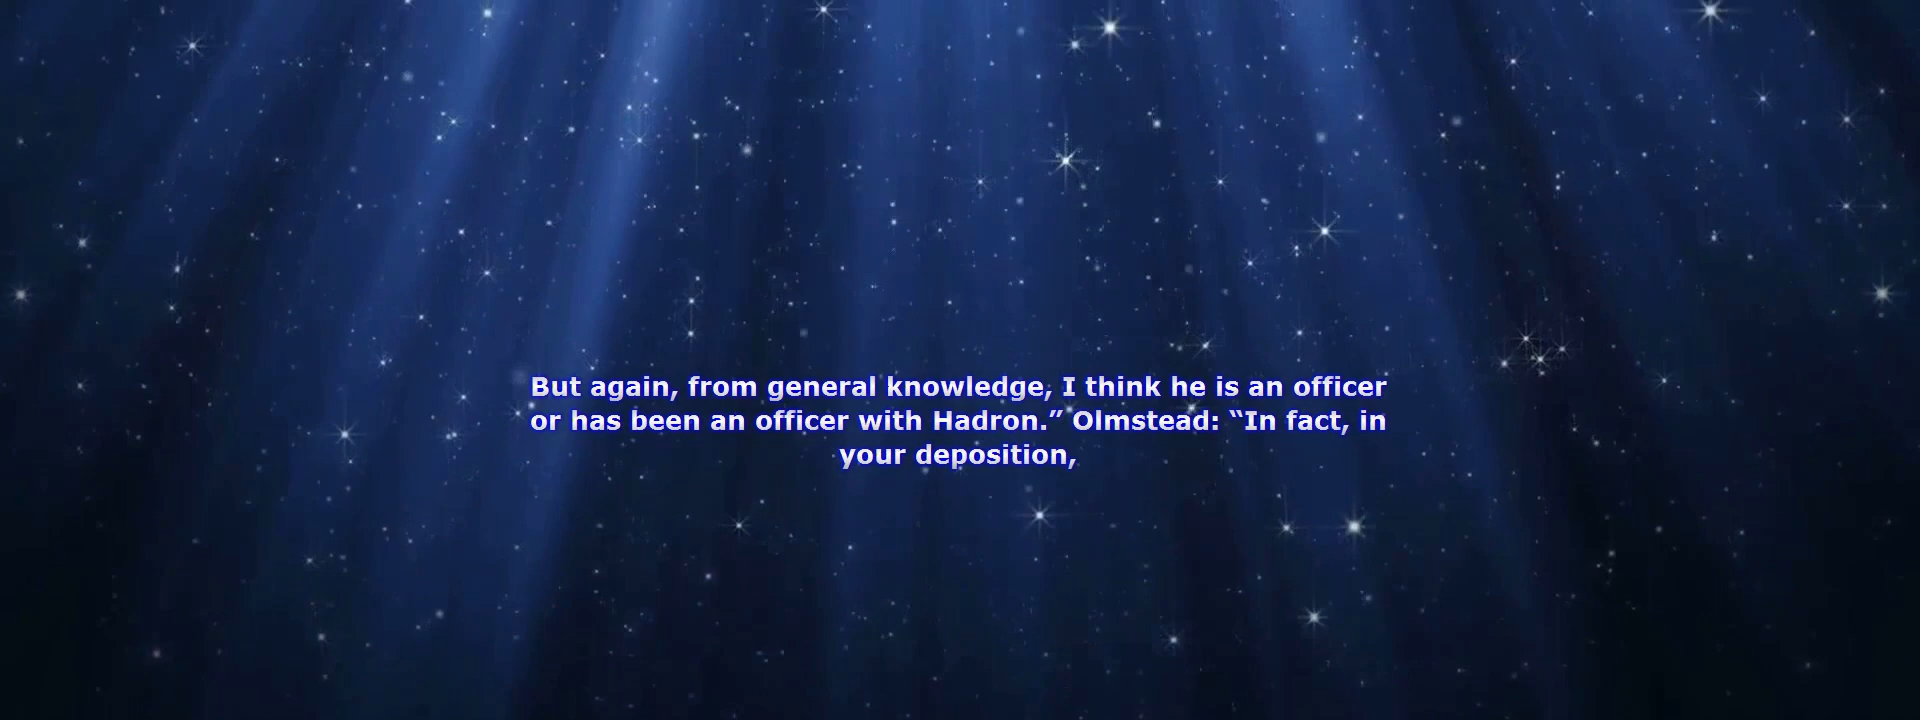 But again, from general knowledge, I think he is an officer
or has been an officer with Hadron.” Olmstead: “In fact, in
your deposition,